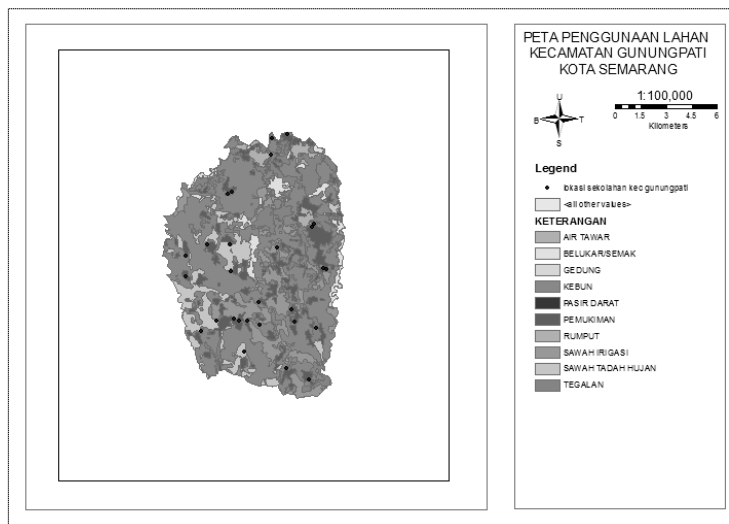 PETA PENGGUNAAN LAHAN
KECAMATAN GUNUNGPATI
KOTA SEMARANG
U
B T
S
1:100,000
0 1.5 3 4.5 6
Kilometers
Legend
lokasi sekolahan kec gunungpati
<all other values>
KETERANGAN
AIR TAWAR
BELUKAR/SEMAK
GEDUNG
KEBUN
PASIR DARAT
PEMUKIMAN
RUMPUT
SAWAH IRIGASI
SAWAH TADAH HUJAN
TEGALAN